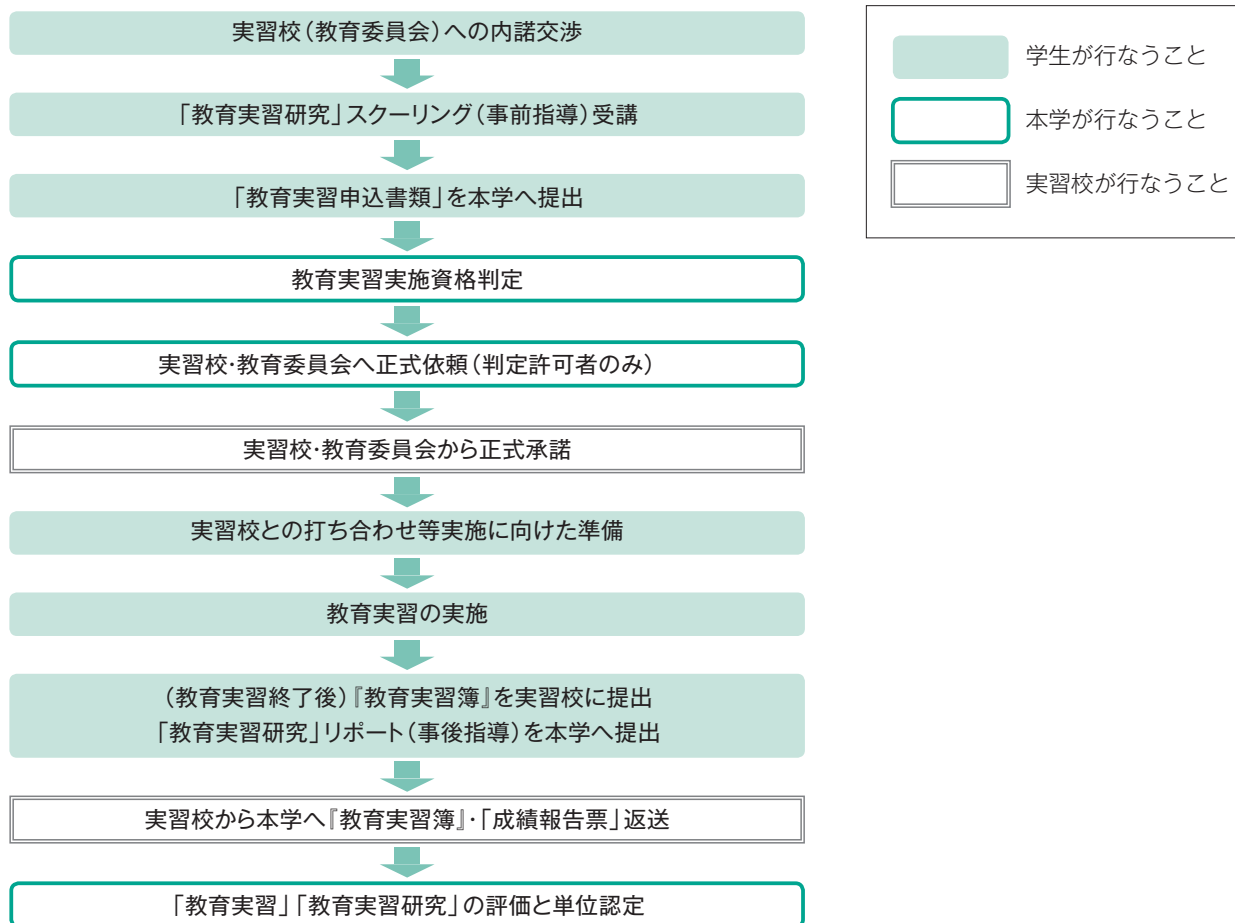 実習校（教育委員会）への内諾交渉
「教育実習研究」スクーリング（事前指導）受講
「教育実習申込書類」を本学へ提出
教育実習実施資格判定
実習校・教育委員会へ正式依頼（判定許可者のみ）
実習校・教育委員会から正式承諾
実習校との打ち合わせ等実施に向けた準備
教育実習の実施
（教育実習終了後）『教育実習簿』を実習校に提出
「教育実習研究」リポート（事後指導）を本学へ提出
実習校から本学へ『教育実習簿』・「成績報告票」返送
「教育実習」「教育実習研究」の評価と単位認定
学生が行なうこと
本学が行なうこと
実習校が行なうこと